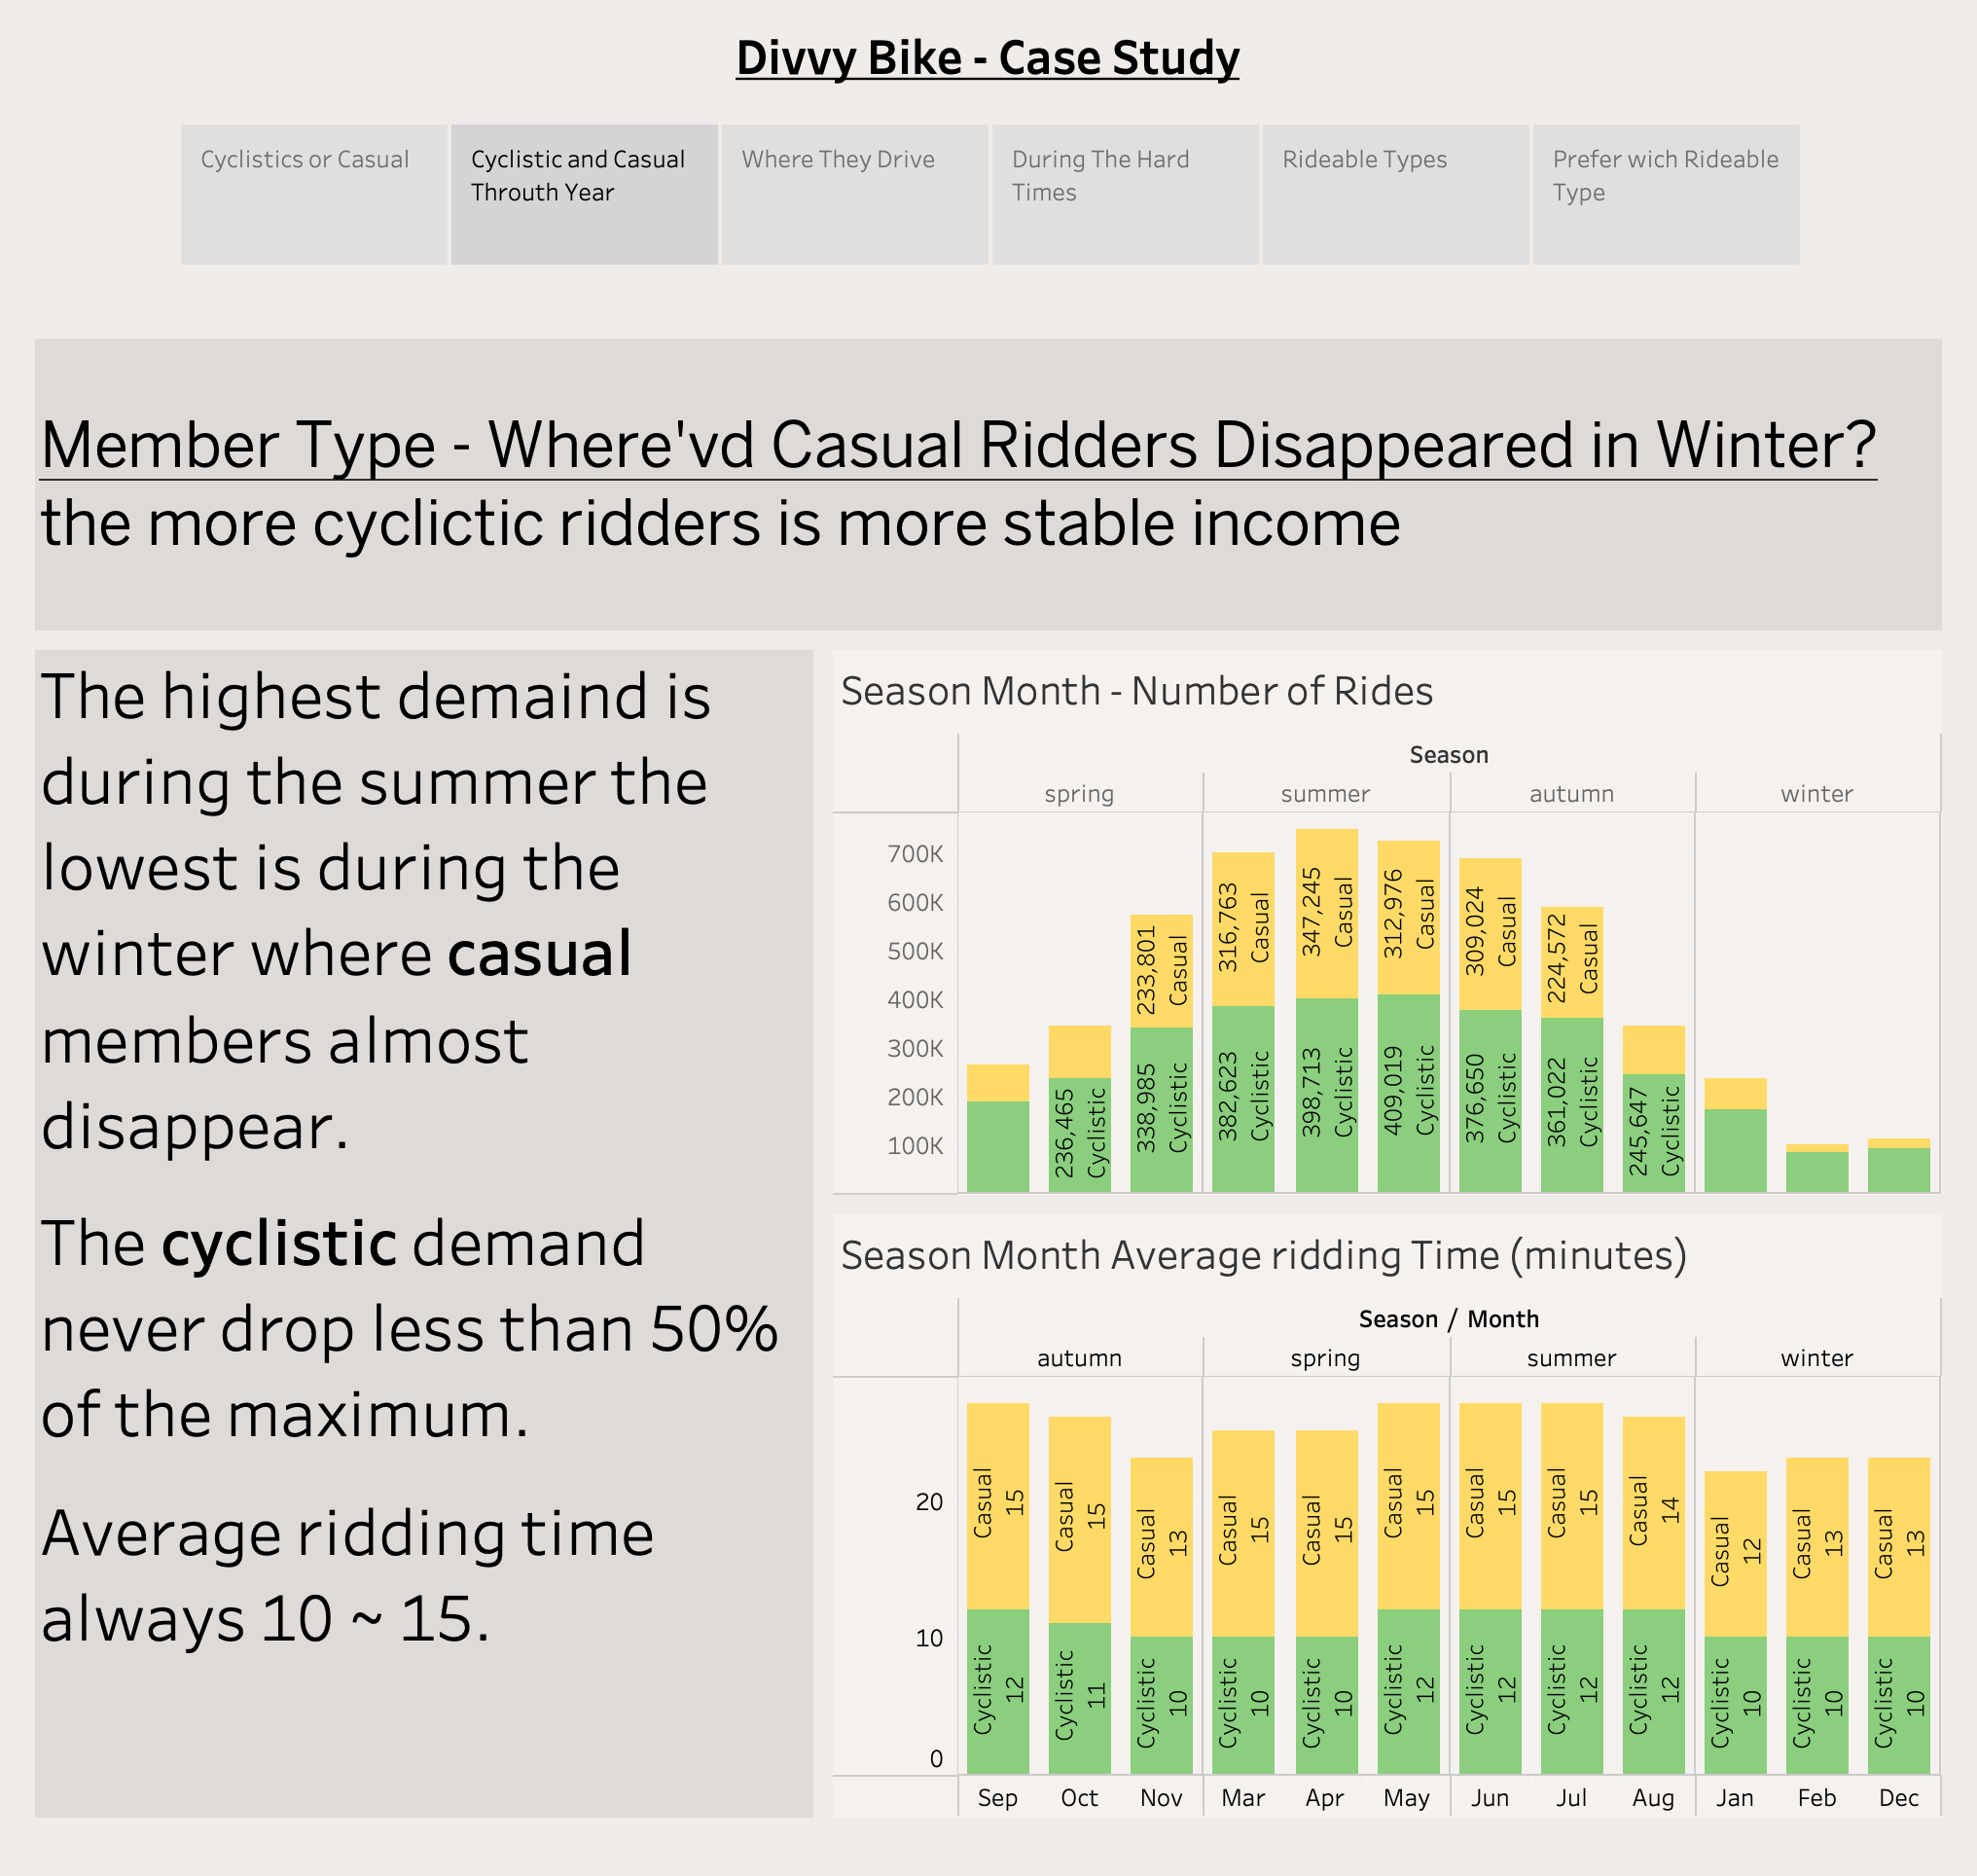 Divvy Bike - Case Study
Cyclistics or Casual
Cyclistic and Casual
Throuth Year
Where They Drive
During The Hard
Times
Rideable Types
Prefer wich Rideable
Type
Member Type - Where'vd Casual Ridders Disappeared in Winter?
the more cyclictic ridders is more stable income
The highest demaind is
during the summer the
lowest is during the
winter where casual
members almost
disappear.
The cyclistic demand
never drop less than 50%
of the maximum.
Average ridding time
always 10 ~ 15.
Season Month - Number of Rides
Season
spring summer autumn winter
700K
600K
500K
400K
300K
200K
100K
236,465
Cyclistic
233,801
Casual
338,985
Cyclistic
316,763
Casual
382,623
Cyclistic
347,245
Casual
398,713
Cyclistic
312,976
Casual
409,019
Cyclistic
309,024
Casual
376,650
Cyclistic
224,572
Casual
361,022
Cyclistic
245,647
Cyclistic
Season Month Average ridding Time (minutes)
Season / Month
autumn spring summer winter
20
10
0
Casual
15
Cyclistic
12
Casual
15
Cyclistic
11
Casual
13
Cyclistic
10
Casual
15
Cyclistic
10
Casual
15
Cyclistic
10
Casual
15
Cyclistic
12
Casual
15
Cyclistic
12
Casual
15
Cyclistic
12
Casual
14
Cyclistic
12
Casual
12
Cyclistic
10
Casual
13
Cyclistic
10
Casual
13
Cyclistic
10
Sep Oct Nov Mar Apr May Jun Jul Aug Jan Feb Dec